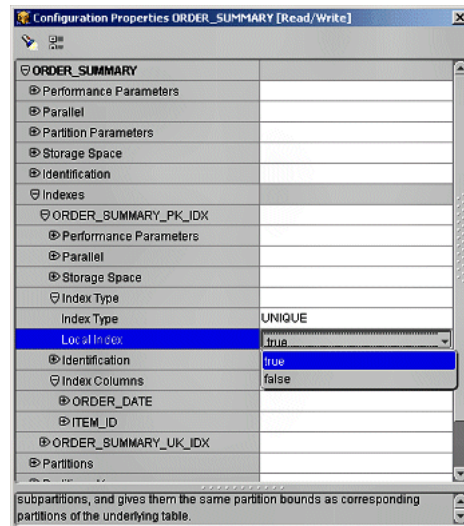 Configuration Properties ORDER_SUMMARY [Read/Write]
ORDER_SUMMARY
Performance Parameters
Parallel
Partition Parameters
Storage Space
Identification
Indexes
ORDER_SUMMARY_PK_IDX
Performance Parameters
Parallel
Storage Space
Index Type
Index Type UNIQUE
Local Index true
Identification true
Index Columns false
ORDER_DATE
ITEM_ID
ORDER_SUMMARY_UK_IDX
Partitions
subpartitions, and gives them the same partition bounds as corresponding
partitions of the underlying table.